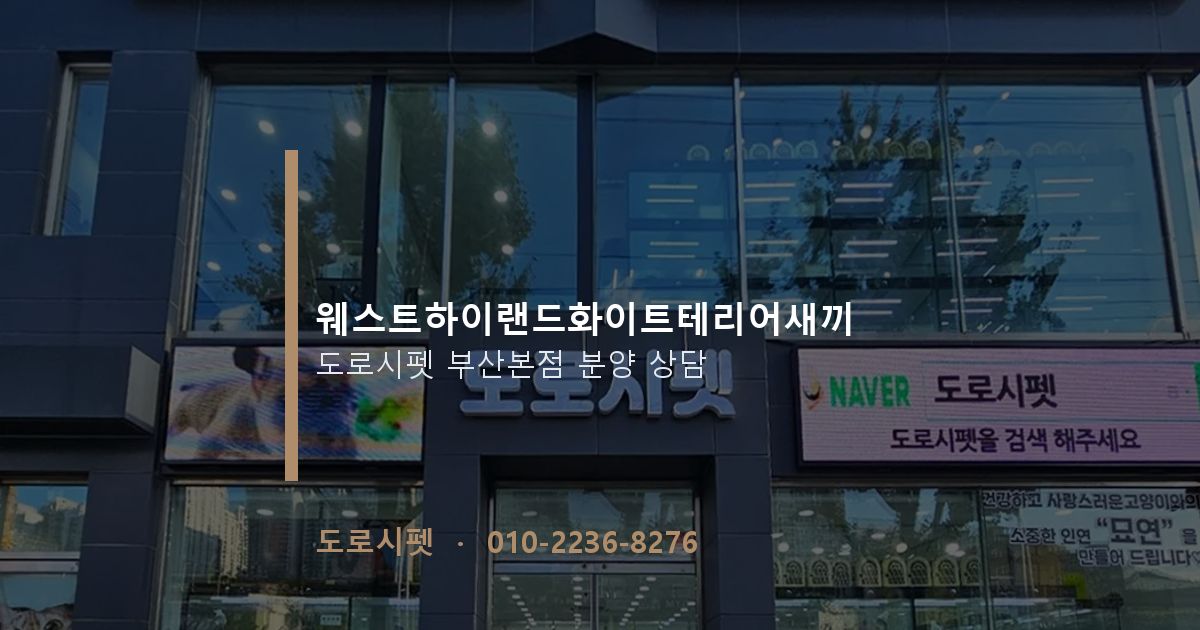 웨스트하이랜드화이트테리어새끼
도로시펫 부산본점 분양 상담
도로시펫
NAVER 도로시펫
도로시펫을 검색 해주세요
건강하고 사랑스러운고양이와의
소중한 인연 “묘연” 을
만들어 드립니다
도로시펫 · 010-2236-8276